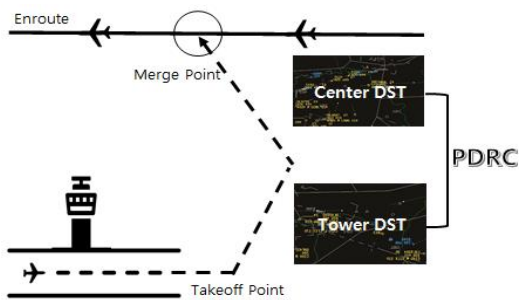 Enroute
Merge Point
Center DST
PDRC
Tower DST
Takeoff Point